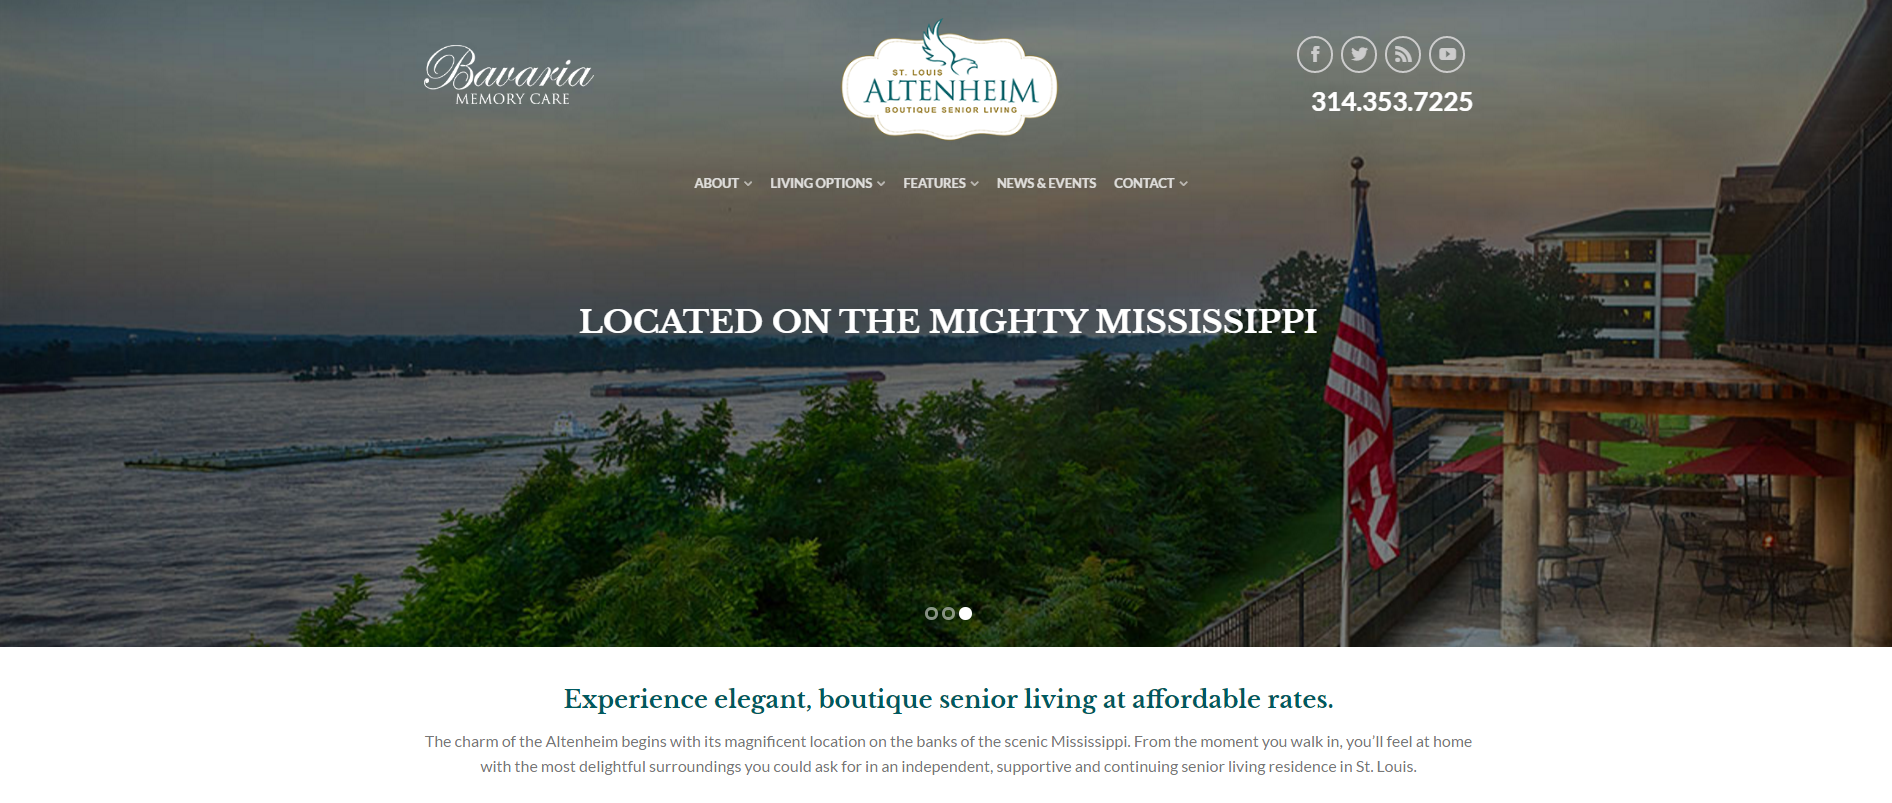 Bavaria
MEMORY CARE
ST. LOUIS
ALTENHEIM
BOUTIQUE SENIOR LIVING
314.353.7225
ABOUT
LIVING OPTIONS
FEATURES
NEWS & EVENTS
CONTACT
LOCATED ON THE MIGHTY MISSISSIPPI
Experience elegant, boutique senior living at affordable rates.
The charm of the Altenheim begins with its magnificent location on the banks of the scenic Mississippi. From the moment you walk in, you’ll feel at home
with the most delightful surroundings you could ask for in an independent, supportive and continuing senior living residence in St. Louis.